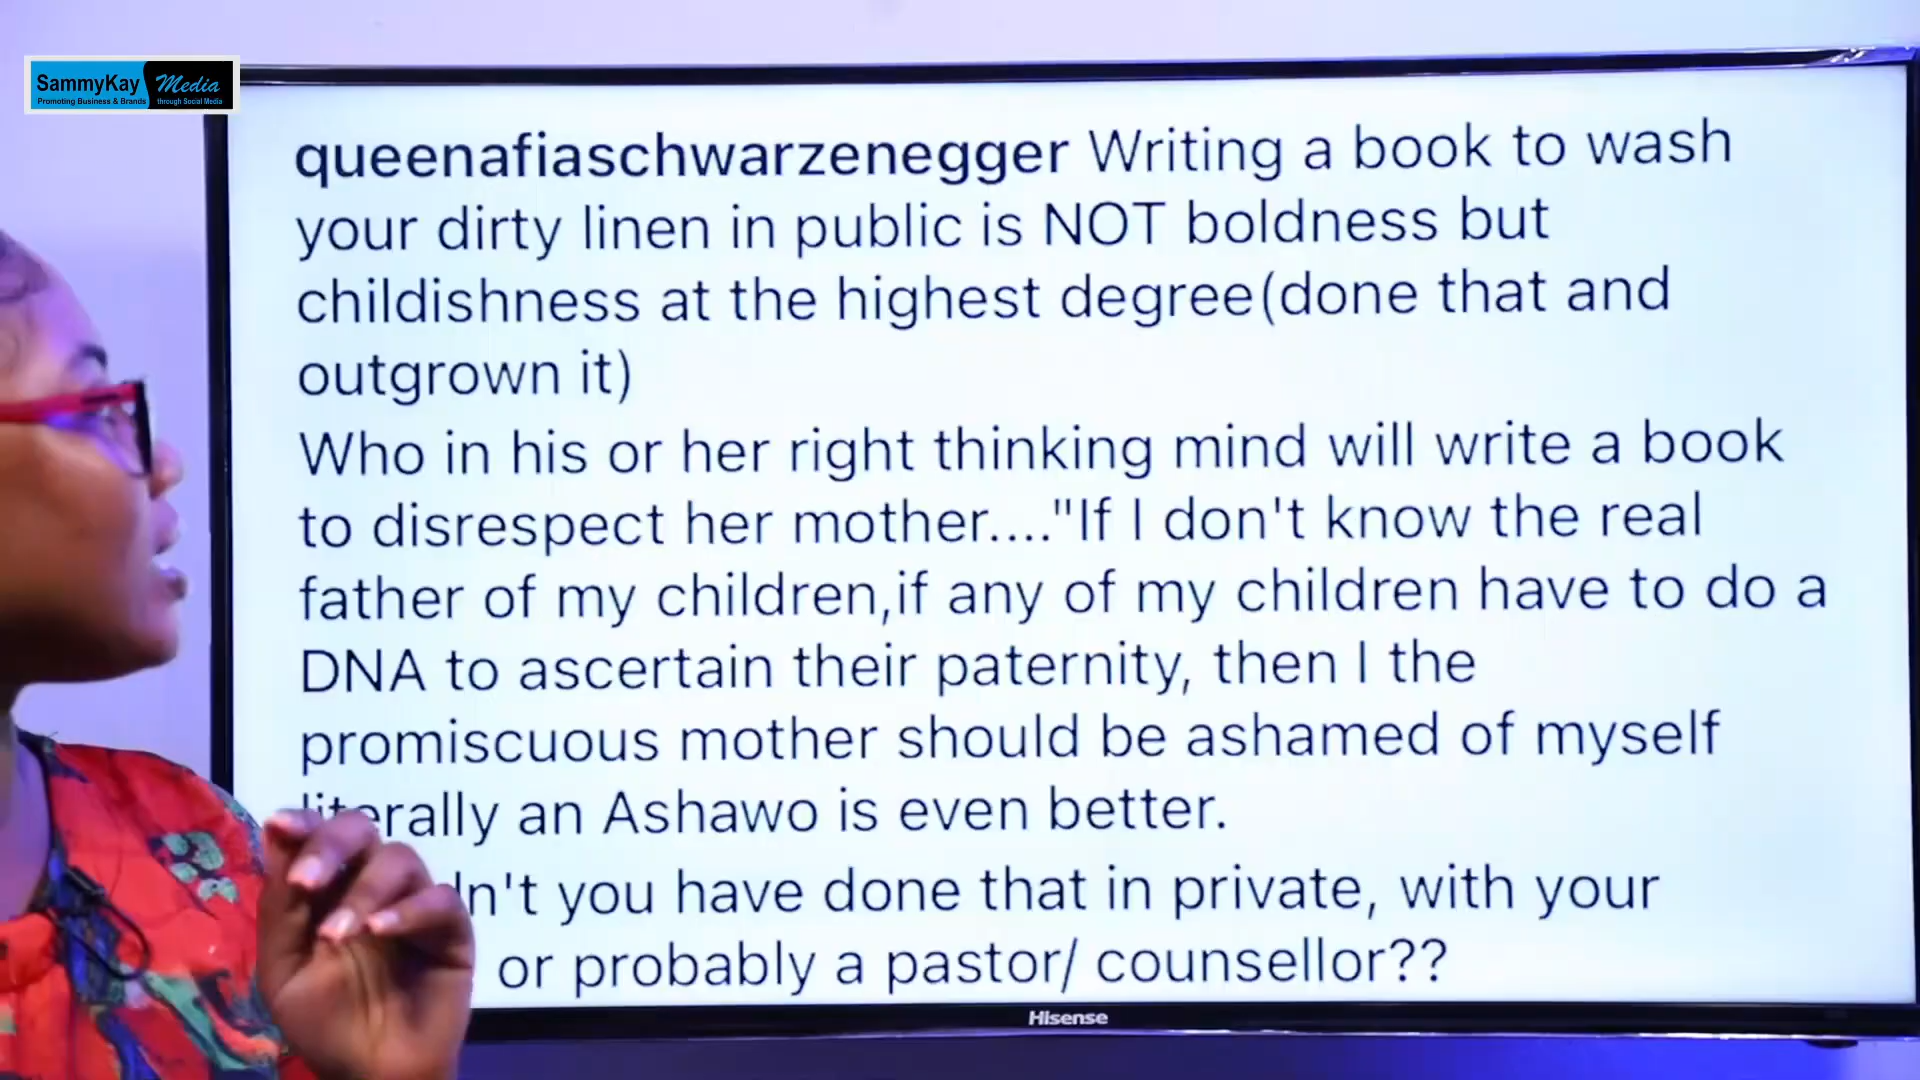 SammyKay Media
Promoting Business & Brands through Social Media
queenafiaschwarzenegger Writing a book to wash
your dirty linen in public is NOT boldness but
childishness at the highest degree(done that and
outgrown it)
Who in his or her right thinking mind will write a book
to disrespect her mother...."If I don't know the real
father of my children,if any of my children have to do a
DNA to ascertain their paternity, then I the
promiscuous mother should be ashamed of myself
literally an Ashawo is even better.
you have done that in private, with your
or probably a pastor/ counsellor??
Hisense